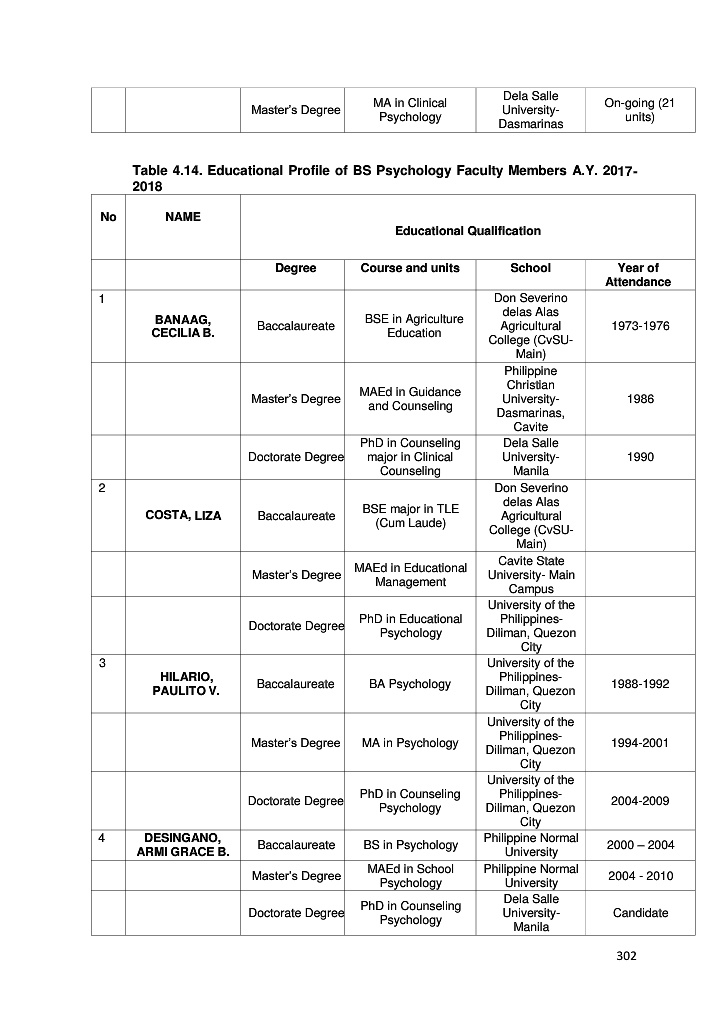 Master's Degree
MA in Clinical
Psychology
Dela Salle
University-
Dasmarinas
On-going (21
units)
Table 4.14. Educational Profile of BS Psychology Faculty Members A.Y. 2017-
2018
No
NAME
Educational Qualification
Degree
Course and units
School
Year of
Attendance
1
BANAAG,
CECILIA B.
Baccalaureate
BSE in Agriculture
Education
Don Severino
delas Alas
Agricultural
College (CvSU-
Main)
1973-1976
Master's Degree
MAEd in Guidance
and Counseling
Philippine
Christian
University-
Dasmarinas,
Cavite
1986
Doctorate Degree
PhD in Counseling
major in Clinical
Counseling
Dela Salle
University-
Manila
1990
2
COSTA, LIZA
Baccalaureate
BSE major in TLE
(Cum Laude)
Don Severino
delas Alas
Agricultural
College (CvSU-
Main)
Master's Degree
MAEd in Educational
Management
Cavite State
University- Main
Campus
Doctorate Degree
PhD in Educational
Psychology
University of the
Philippines-
Diliman, Quezon
City
3
HILARIO,
PAULITO V.
Baccalaureate
BA Psychology
University of the
Philippines-
Diliman, Quezon
City
1988-1992
Master's Degree
MA in Psychology
University of the
Philippines-
Diliman, Quezon
City
1994-2001
Doctorate Degree
PhD in Counseling
Psychology
University of the
Philippines-
Diliman, Quezon
City
2004-2009
4
DESINGANO,
ARMI GRACE B.
Baccalaureate
BS in Psychology
Philippine Normal
University
2000 – 2004
Master's Degree
MAEd in School
Psychology
Philippine Normal
University
2004 - 2010
Doctorate Degree
PhD in Counseling
Psychology
Dela Salle
University-
Manila
Candidate
302